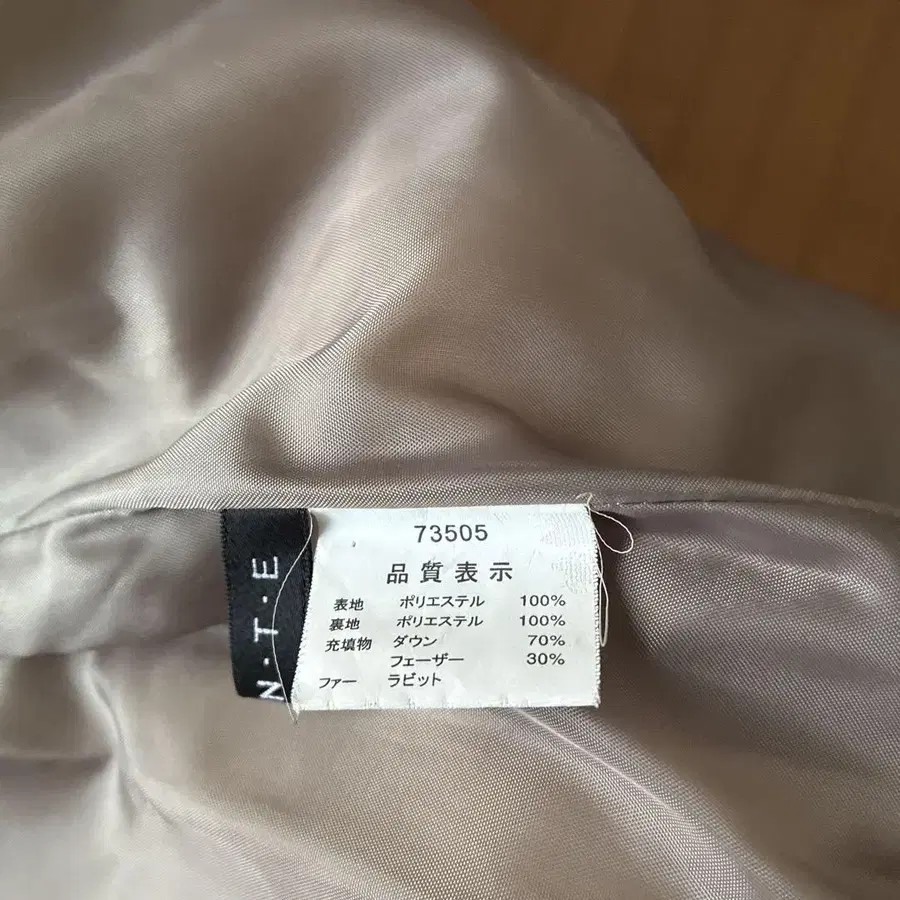 73505
品質表示
表地 ポリエステル 100%
裏地 ポリエステル 100%
充填物 ダウン 70%
フェーザー 30%
ファー ラビット
N・T・E